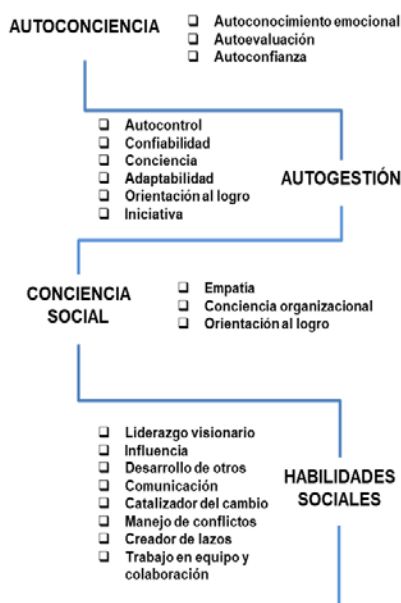 AUTOCONCIENCIA
❑ Autoconocimiento emocional
❑ Autoevaluación
❑ Autoconfianza
❑ Autocontrol
❑ Confiabilidad
❑ Conciencia
❑ Adaptabilidad
❑ Orientación al logro
❑ Iniciativa
AUTOGESTIÓN
CONCIENCIA
SOCIAL
❑ Empatía
❑ Conciencia organizacional
❑ Orientación al logro
❑ Liderazgo visionario
❑ Influencia
❑ Desarrollo de otros
❑ Comunicación
❑ Catalizador del cambio
❑ Manejo de conflictos
❑ Creador de lazos
❑ Trabajo en equipo y
colaboración
HABILIDADES
SOCIALES